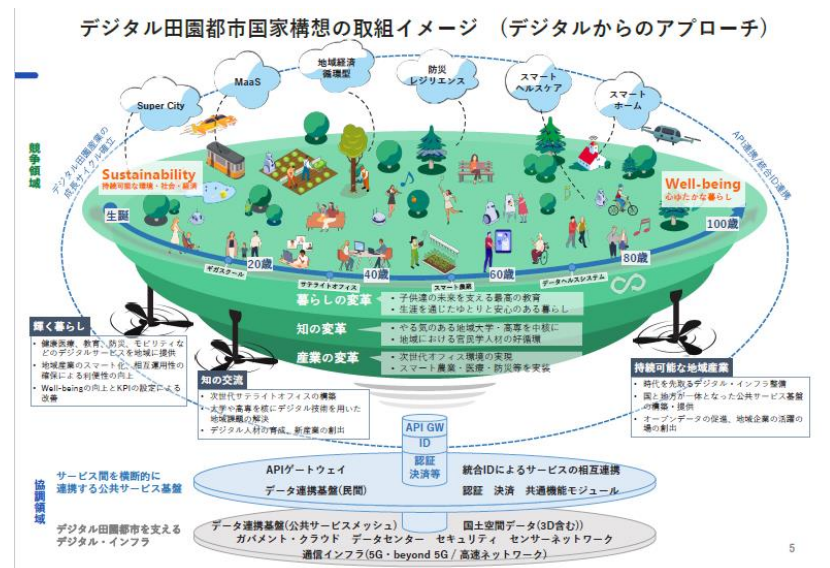 デジタル田園都市国家構想の取組イメージ （デジタルからのアプローチ）
Super City
MaaS
地域経済
循環型
防災
レジリエンス
スマート
ヘルスケア
スマート
ホーム
競争領域
デジタル田園産業の
成長サイクル確立
API連携/統合ID連携
Sustainability
持続可能な環境・社会・経済
Well-being
心ゆたかな暮らし
生誕
20歳
40歳
60歳
80歳
100歳
ギガスクール
サテライトオフィス
スマート農業
データヘルスシステム
暮らしの変革
• 子供達の未来を支える最高の教育
• 生涯を通じたゆとりと安心のある暮らし
知の変革
• やる気のある地域大学・高専を中核に
• 地域における官民学人材の好循環
産業の変革
• 次世代オフィス環境の実現
• スマート農業・医療・防災等を実装
輝く暮らし
• 健康医療、教育、防災、モビリティな
どのデジタルサービスを地域に提供
• 地域産業のスマート化、相互運用性の
確保による利便性の向上
• Well-beingの向上とKPIの設定による
改善
知の交流
• 次世代サテライトオフィスの構築
• 大学や高専を核にデジタル技術を用いた
地域課題の解決
• デジタル人材の育成、新産業の創出
持続可能な地域産業
• 時代を先取るデジタル・インフラ整備
• 国と地方が一体となった公共サービス基盤
の構築・提供
• オープンデータの促進、地域企業の活躍の
場の創出
API GW
ID
認証
決済等
協調領域
サービス間を横断的に
連携する公共サービス基盤
APIゲートウェイ
統合IDによるサービスの相互連携
データ連携基盤(民間)
認証 決済 共通機能モジュール
デジタル田園都市を支える
デジタル・インフラ
データ連携基盤(公共サービスメッシュ)
国土空間データ(3D含む))
ガバメント・クラウド データセンター セキュリティ センサーネットワーク
通信インフラ(5G・beyond 5G / 高速ネットワーク)
5